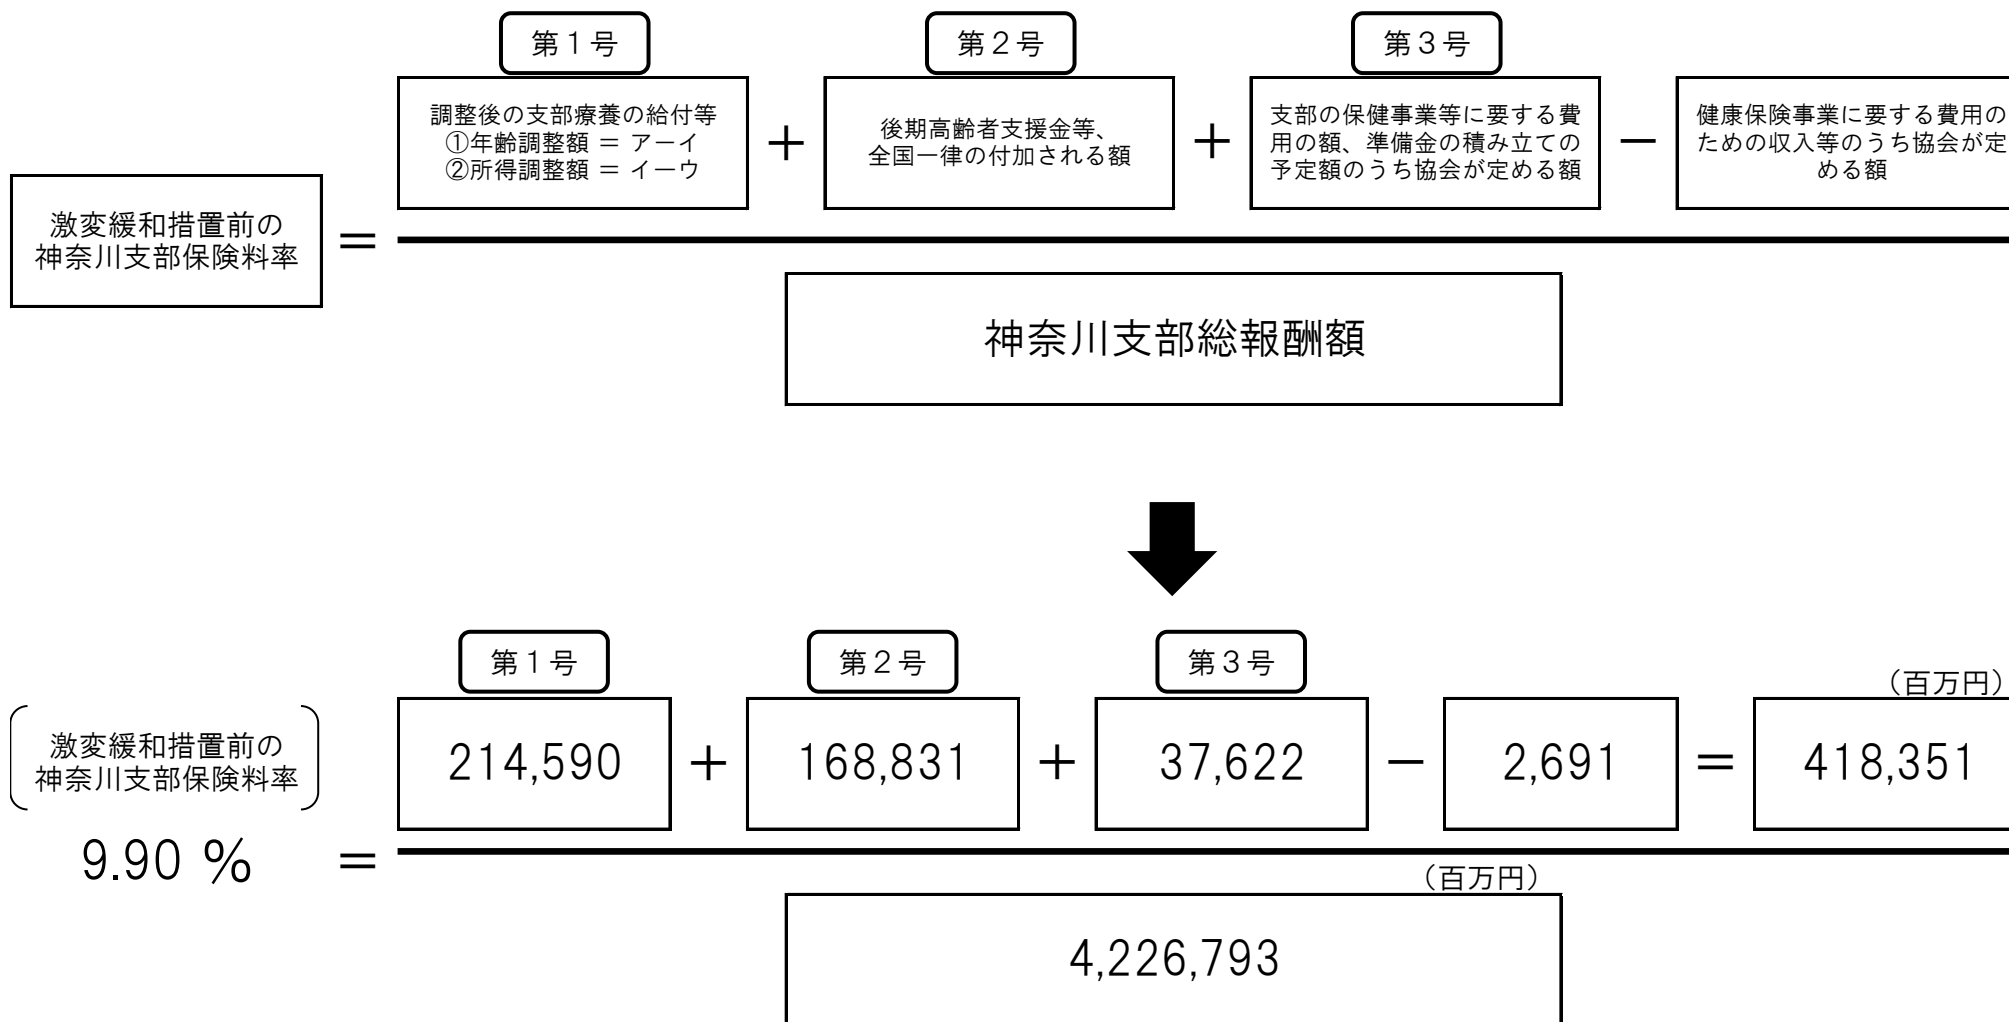 第１号
第２号
第３号
調整後の支部療養の給付等
①年齢調整額 ＝ アーイ
②所得調整額 ＝ イーウ
＋
後期高齢者支援金等、
全国一律の付加される額
＋
支部の保健事業等に要する費
用の額、準備金の積み立ての
予定額のうち協会が定める額
－
健康保険事業に要する費用の
ための収入等のうち協会が定
める額
激変緩和措置前の
神奈川支部保険料率
＝
神奈川支部総報酬額
第１号
第２号
第３号
（百万円）
214,590 ＋ 168,831 ＋ 37,622 － 2,691 ＝ 418,351
激変緩和措置前の
神奈川支部保険料率
9.90 % ＝
（百万円）
4,226,793